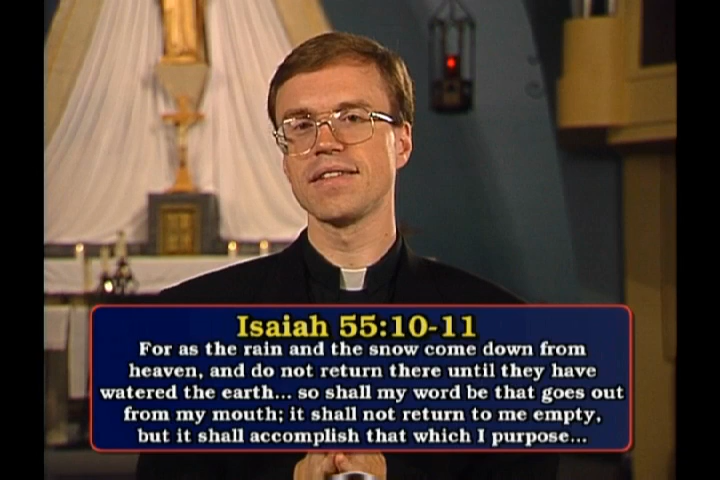 Isaiah 55:10-11
For as the rain and the snow come down from
heaven, and do not return there until they have
watered the earth... so shall my word be that goes out
from my mouth; it shall not return to me empty,
but it shall accomplish that which I purpose...